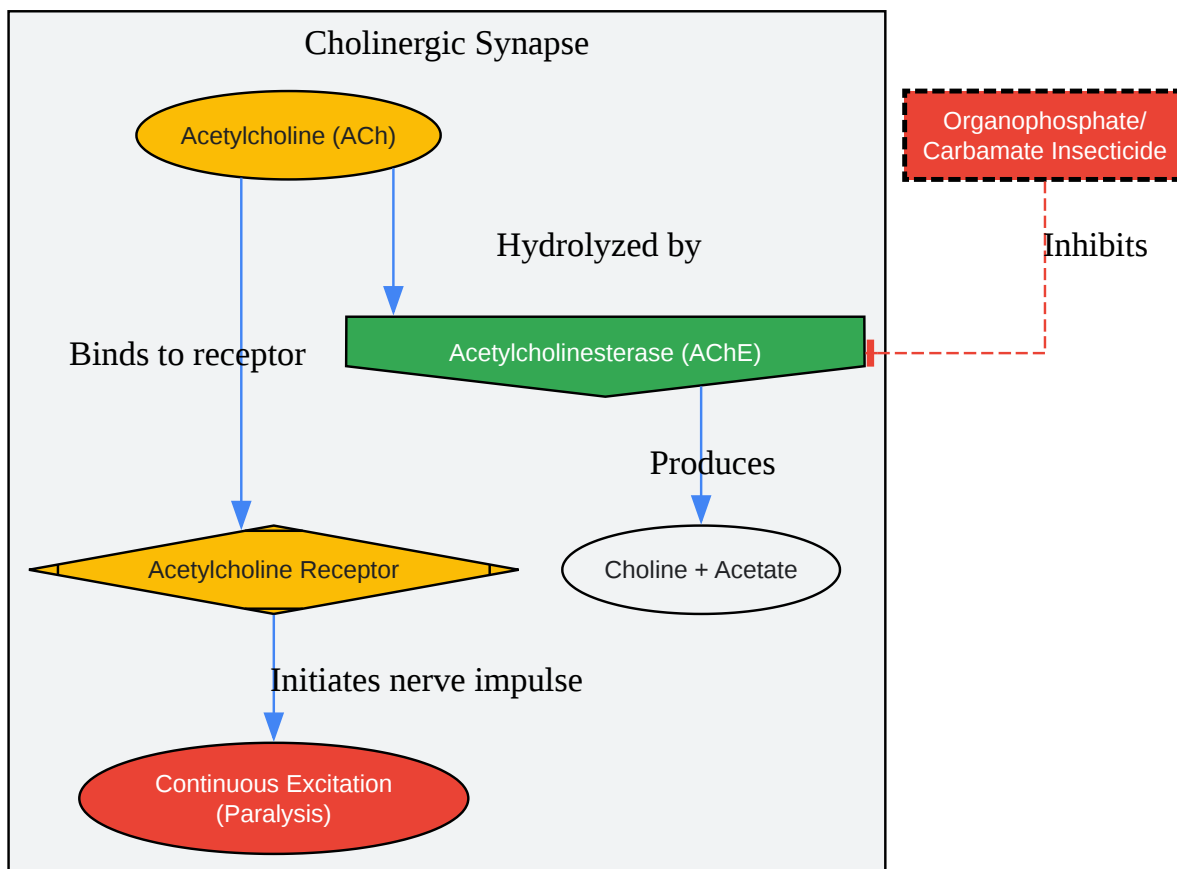 Cholinergic Synapse
Acetylcholine (ACh)
Organophosphate/
Carbamate Insecticide
Hydrolyzed by
Inhibits
Binds to receptor
Acetylcholinesterase (AChE)
Produces
Acetylcholine Receptor
Choline + Acetate
Initiates nerve impulse
Continuous Excitation
(Paralysis)